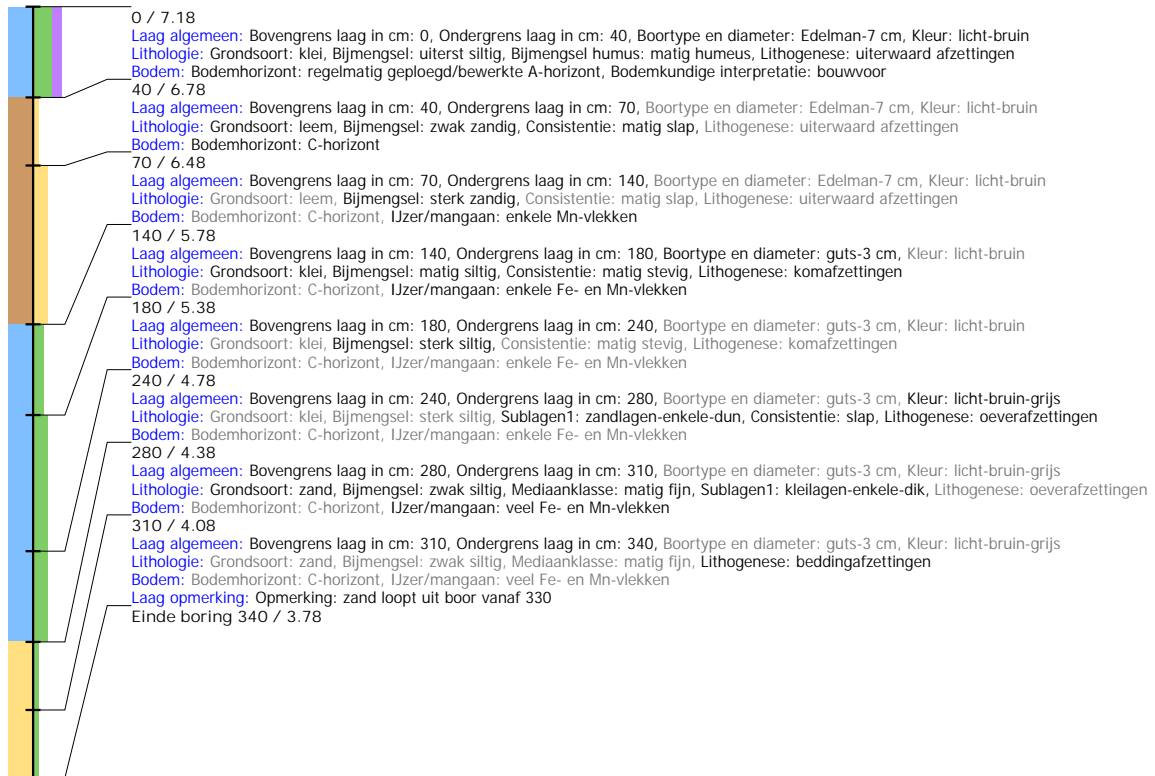 0 / 7.18
Laag algemeen: Bovengrens laag in cm: 0, Ondergrens laag in cm: 40, Boortype en diameter: Edelman-7 cm, Kleur: licht-bruin
Lithologie: Grondsoort: klei, Bijmengsel: uiterst siltig, Bijmengsel humus: matig humeus, Lithogenese: uiterwaard afzettingen
Bodem: Bodemhorizont: regelmatig geploegd/bewerkte A-horizont, Bodemkundige interpretatie: bouwvoor
40 / 6.78
Laag algemeen: Bovengrens laag in cm: 40, Ondergrens laag in cm: 70, Boortype en diameter: Edelman-7 cm, Kleur: licht-bruin
Lithologie: Grondsoort: leem, Bijmengsel: zwak zandig, Consistentie: matig slap, Lithogenese: uiterwaard afzettingen
Bodem: Bodemhorizont: C-horizont
70 / 6.48
Laag algemeen: Bovengrens laag in cm: 70, Ondergrens laag in cm: 140, Boortype en diameter: Edelman-7 cm, Kleur: licht-bruin
Lithologie: Grondsoort: leem, Bijmengsel: sterk zandig, Consistentie: matig slap, Lithogenese: uiterwaard afzettingen
Bodem: Bodemhorizont: C-horizont, IJzer/mangaan: enkele Mn-vlekken
140 / 5.78
Laag algemeen: Bovengrens laag in cm: 140, Ondergrens laag in cm: 180, Boortype en diameter: guts-3 cm, Kleur: licht-bruin
Lithologie: Grondsoort: klei, Bijmengsel: matig siltig, Consistentie: matig stevig, Lithogenese: komafzettingen
Bodem: Bodemhorizont: C-horizont, IJzer/mangaan: enkele Fe- en Mn-vlekken
180 / 5.38
Laag algemeen: Bovengrens laag in cm: 180, Ondergrens laag in cm: 240, Boortype en diameter: guts-3 cm, Kleur: licht-bruin
Lithologie: Grondsoort: klei, Bijmengsel: sterk siltig, Consistentie: matig stevig, Lithogenese: komafzettingen
Bodem: Bodemhorizont: C-horizont, IJzer/mangaan: enkele Fe- en Mn-vlekken
240 / 4.78
Laag algemeen: Bovengrens laag in cm: 240, Ondergrens laag in cm: 280, Boortype en diameter: guts-3 cm, Kleur: licht-bruin-grijs
Lithologie: Grondsoort: klei, Bijmengsel: sterk siltig, Sublagen1: zandlagen-enkele-dun, Consistentie: slap, Lithogenese: oeverafzettingen
Bodem: Bodemhorizont: C-horizont, IJzer/mangaan: enkele Fe- en Mn-vlekken
280 / 4.38
Laag algemeen: Bovengrens laag in cm: 280, Ondergrens laag in cm: 310, Boortype en diameter: guts-3 cm, Kleur: licht-bruin-grijs
Lithologie: Grondsoort: zand, Bijmengsel: zwak siltig, Mediaanklasse: matig fijn, Sublagen1: kleilagen-enkele-dik, Lithogenese: oeverafzettingen
Bodem: Bodemhorizont: C-horizont, IJzer/mangaan: veel Fe- en Mn-vlekken
310 / 4.08
Laag algemeen: Bovengrens laag in cm: 310, Ondergrens laag in cm: 340, Boortype en diameter: guts-3 cm, Kleur: licht-bruin-grijs
Lithologie: Grondsoort: zand, Bijmengsel: zwak siltig, Mediaanklasse: matig fijn, Lithogenese: beddingafzettingen
Bodem: Bodemhorizont: C-horizont, IJzer/mangaan: veel Fe- en Mn-vlekken
Laag opmerking: Opmerking: zand loopt uit boor vanaf 330
Einde boring 340 / 3.78